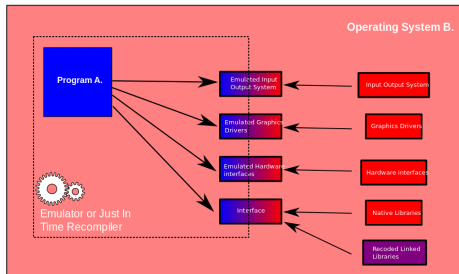 Operating System B.
Program A.
Emulated Input
Output System
Input Output System
Emulated Graphics
Drivers
Graphics Drivers
Emulated Hardware
interfaces
Hardware interfaces
Interface
Native Libraries
Emulator or Just In
Time Recompiler
Recoded Linked
Libraries